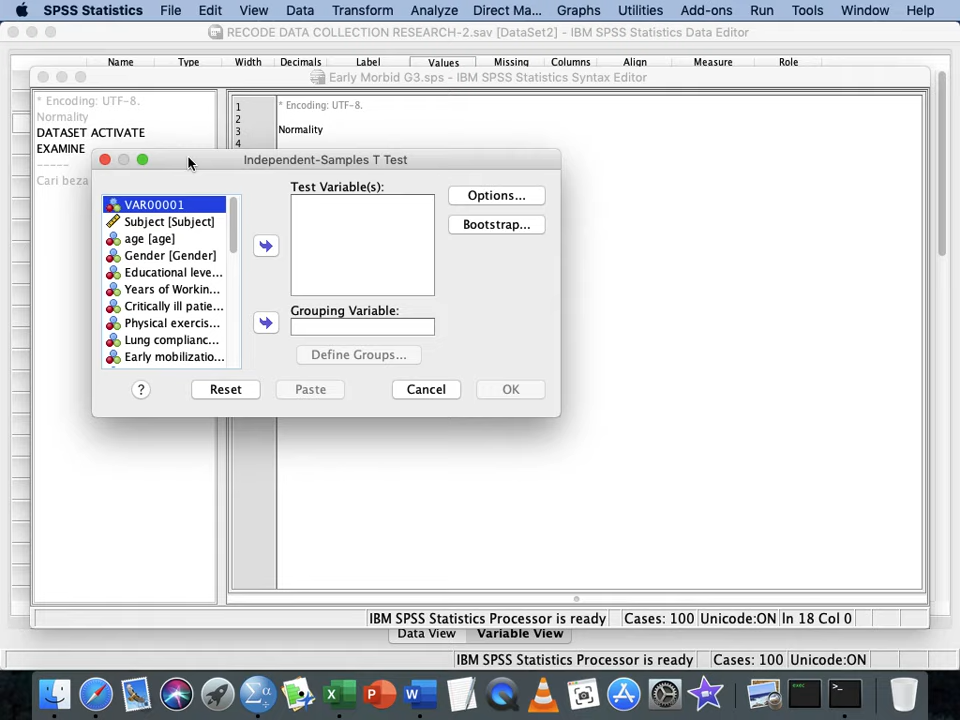 SPSS Statistics File Edit View Data Transform Analyze Direct Ma... Graphs Utilities Add-ons Run Tools Window Help
RECODE DATA COLLECTION RESEARCH-2.sav [DataSet2] - IBM SPSS Statistics Data Editor
Name Type Width Decimals Label Values Missing Columns Align Measure Role
Early Morbid G3.sps - IBM SPSS Statistics Syntax Editor
* Encoding: UTF-8.
Normality
DATASET ACTIVATE
EXAMINE
-----
Cari beza
1 * Encoding: UTF-8.
2
3 Normality
4
Independent-Samples T Test
VAR00001
Subject [Subject]
age [age]
Gender [Gender]
Educational leve...
Years of Workin...
Critically ill patie...
Physical exercis...
Lung complianc...
Early mobilizatio...
Test Variable(s):
Grouping Variable:
Define Groups...
Options...
Bootstrap...
? Reset Paste Cancel OK
IBM SPSS Statistics Processor is ready Cases: 100 Unicode:ON In 18 Col 0
Data View Variable View
IBM SPSS Statistics Processor is ready Cases: 100 Unicode:ON